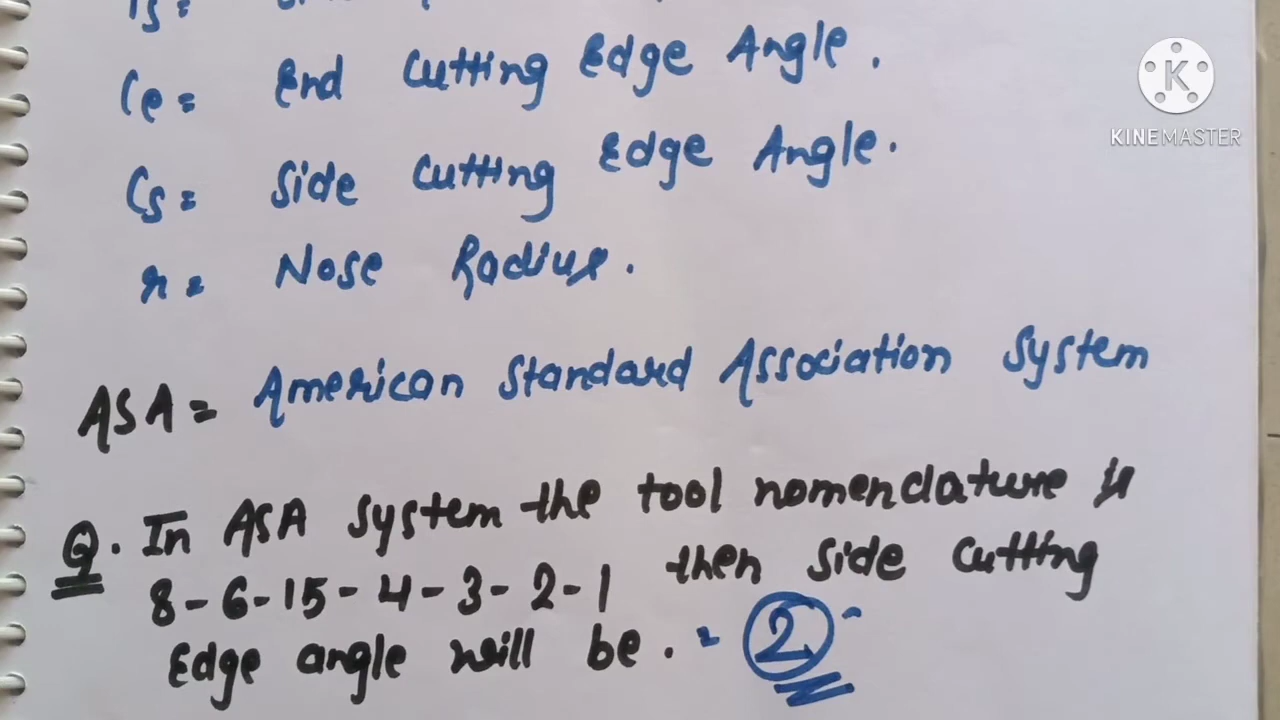 Ce = End Cutting Edge Angle.
K
KINEMASTER
Cs = Side Cutting Edge Angle.
r = Nose Radius.
ASA = American Standard Association System
Q. In ASA system the tool nomenclature is
8-6-15-4-3-2-1 then side cutting
Edge angle will be. = 2